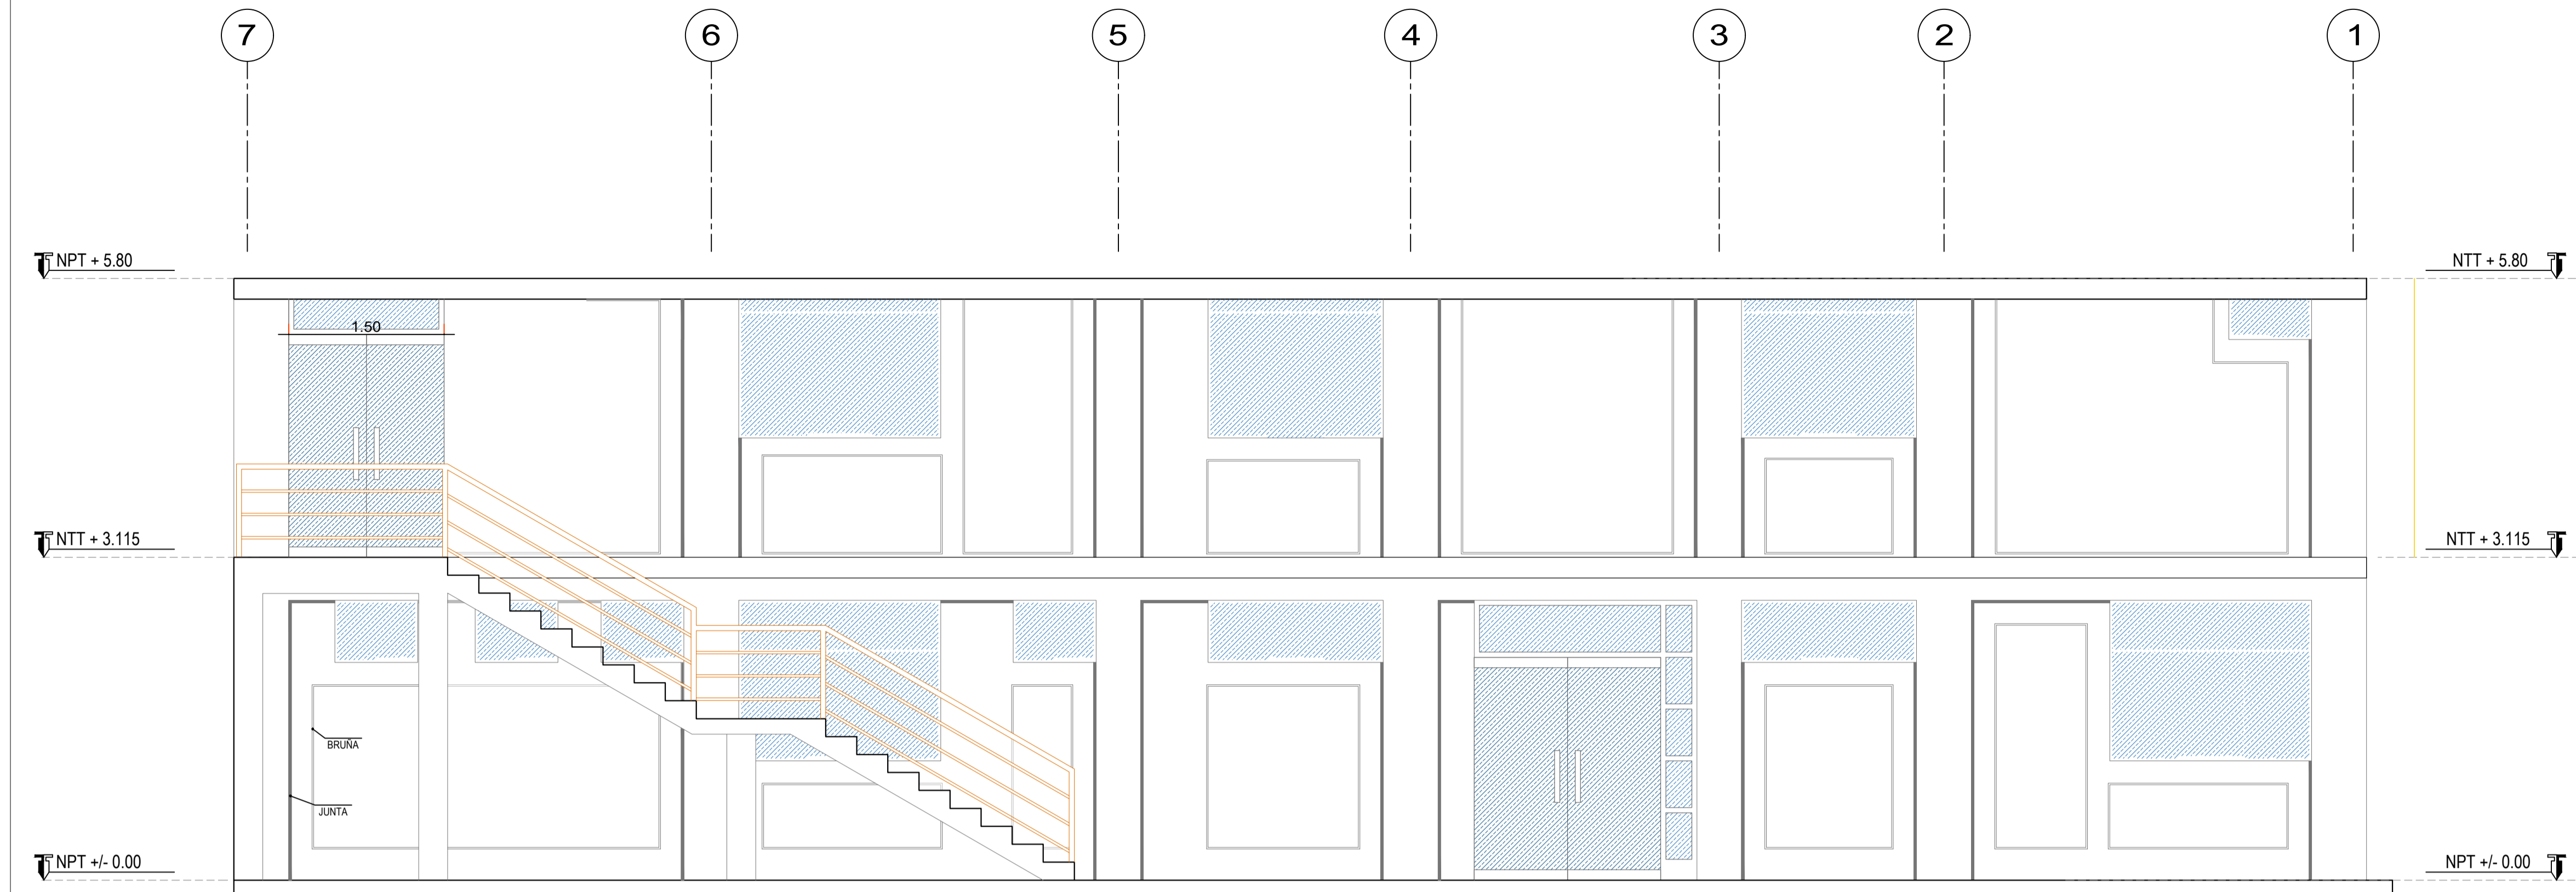 7 6 5 4 3 2 1
NPT + 5.80
NTT + 5.80
1.50
NTT + 3.115
NTT + 3.115
BRUÑA
JUNTA
NPT +/- 0.00
NPT +/- 0.00